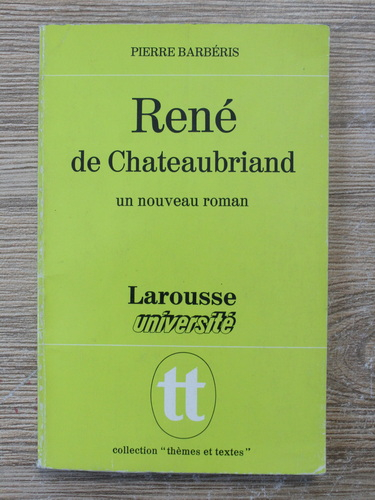 PIERRE BARBÉRIS
René
de Chateaubriand
un nouveau roman
Larousse
université
tt
collection "thèmes et textes"